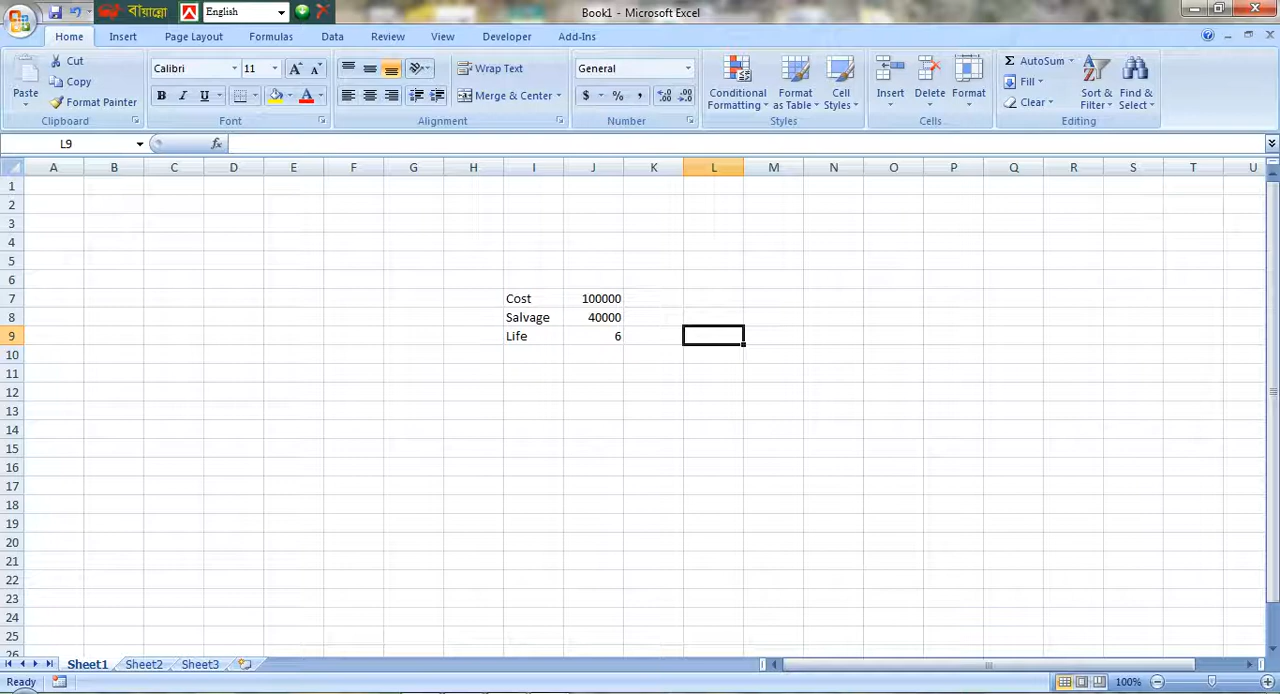 Book1 - Microsoft Excel
বায়ান্নো English
Home Insert Page Layout Formulas Data Review View Developer Add-Ins
Paste
Cut
Copy
Format Painter
Clipboard
Calibri 11
B I U
Font
Wrap Text
Merge & Center
Alignment
General
$ % ,
Number
Conditional Formatting
Format as Table
Cell Styles
Styles
Insert Delete Format
Cells
Σ AutoSum
Fill
Clear
Sort & Filter
Find & Select
Editing
L9 fx
A B C D E F G H I J K L M N O P Q R S T U
1
2
3
4
5
6
7 Cost 100000
8 Salvage 40000
9 Life 6
10
11
12
13
14
15
16
17
18
19
20
21
22
23
24
25
26
Sheet1 Sheet2 Sheet3
Ready 100%